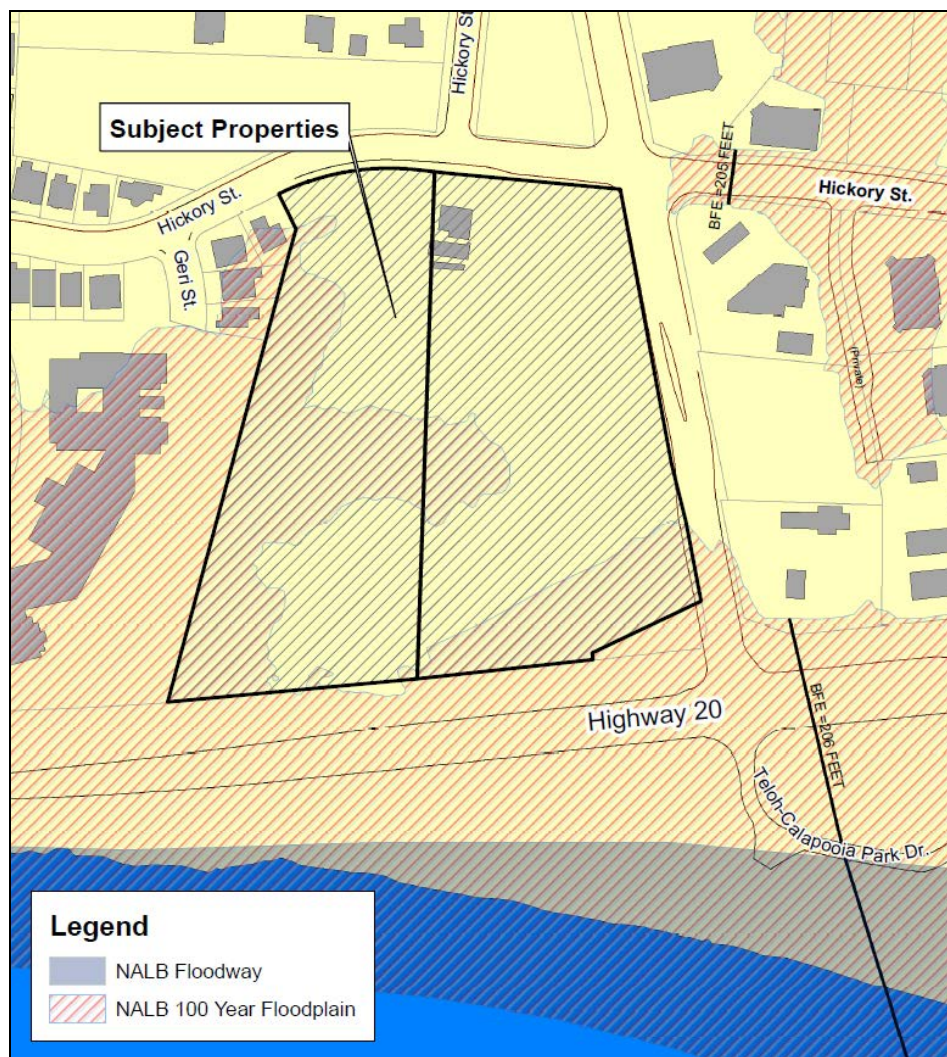 Hickory St.
Subject Properties
BFE =205 FEET
Hickory St.
Hickory St.
Geri St.
(Private)
Highway 20
BFE =206 FEET
Teloh-Calapooia Park Dr.
Legend
NALB Floodway
NALB 100 Year Floodplain